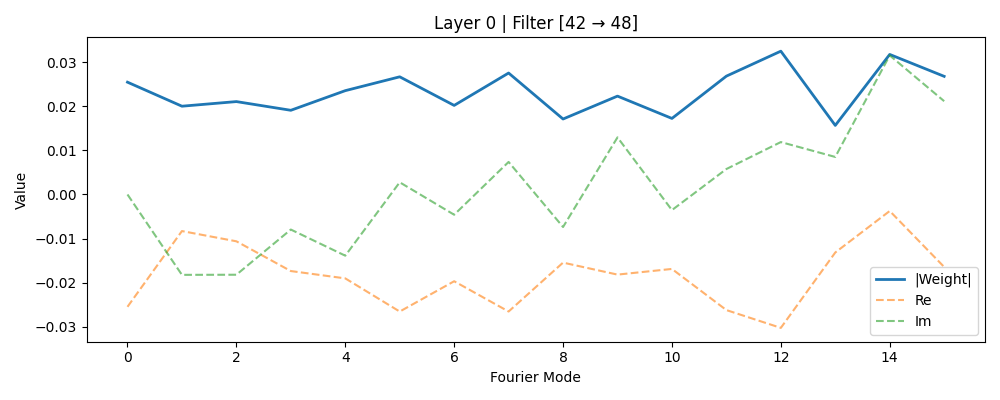 Layer 0 | Filter [42 → 48]
Value
0.03
0.02
0.01
0.00
−0.01
−0.02
−0.03
0 2 4 6 8 10 12 14
Fourier Mode
|Weight|
Re
Im